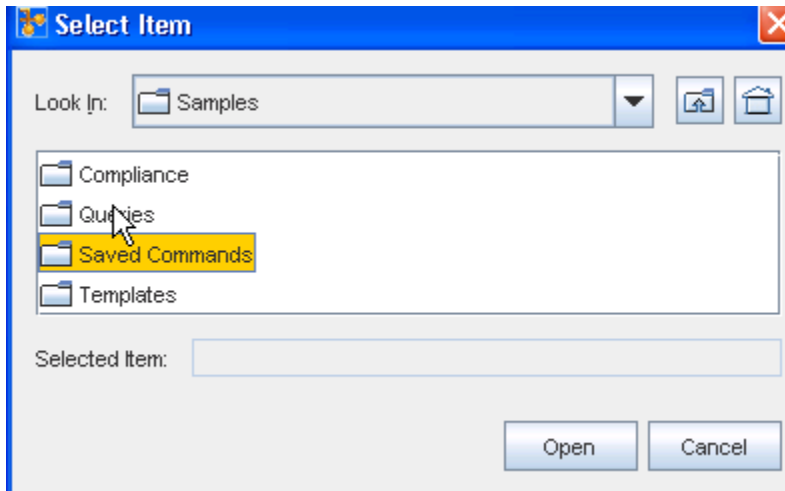 Select Item
Look In: Samples
Compliance
Queries
Saved Commands
Templates
Selected Item:
Open Cancel